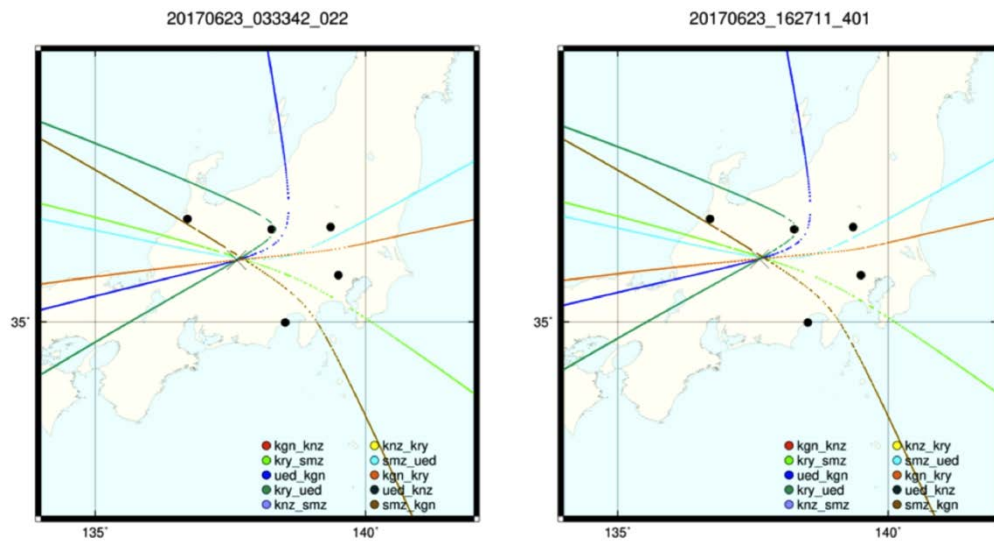 20170623_033342_022
20170623_162711_401
35°
135°
140°
kgn_knz
knz_kry
kry_smz
smz_ued
ued_kgn
kgn_kry
kry_ued
ued_knz
knz_smz
smz_kgn
35°
135°
140°
kgn_knz
knz_kry
kry_smz
smz_ued
ued_kgn
kgn_kry
kry_ued
ued_knz
knz_smz
smz_kgn